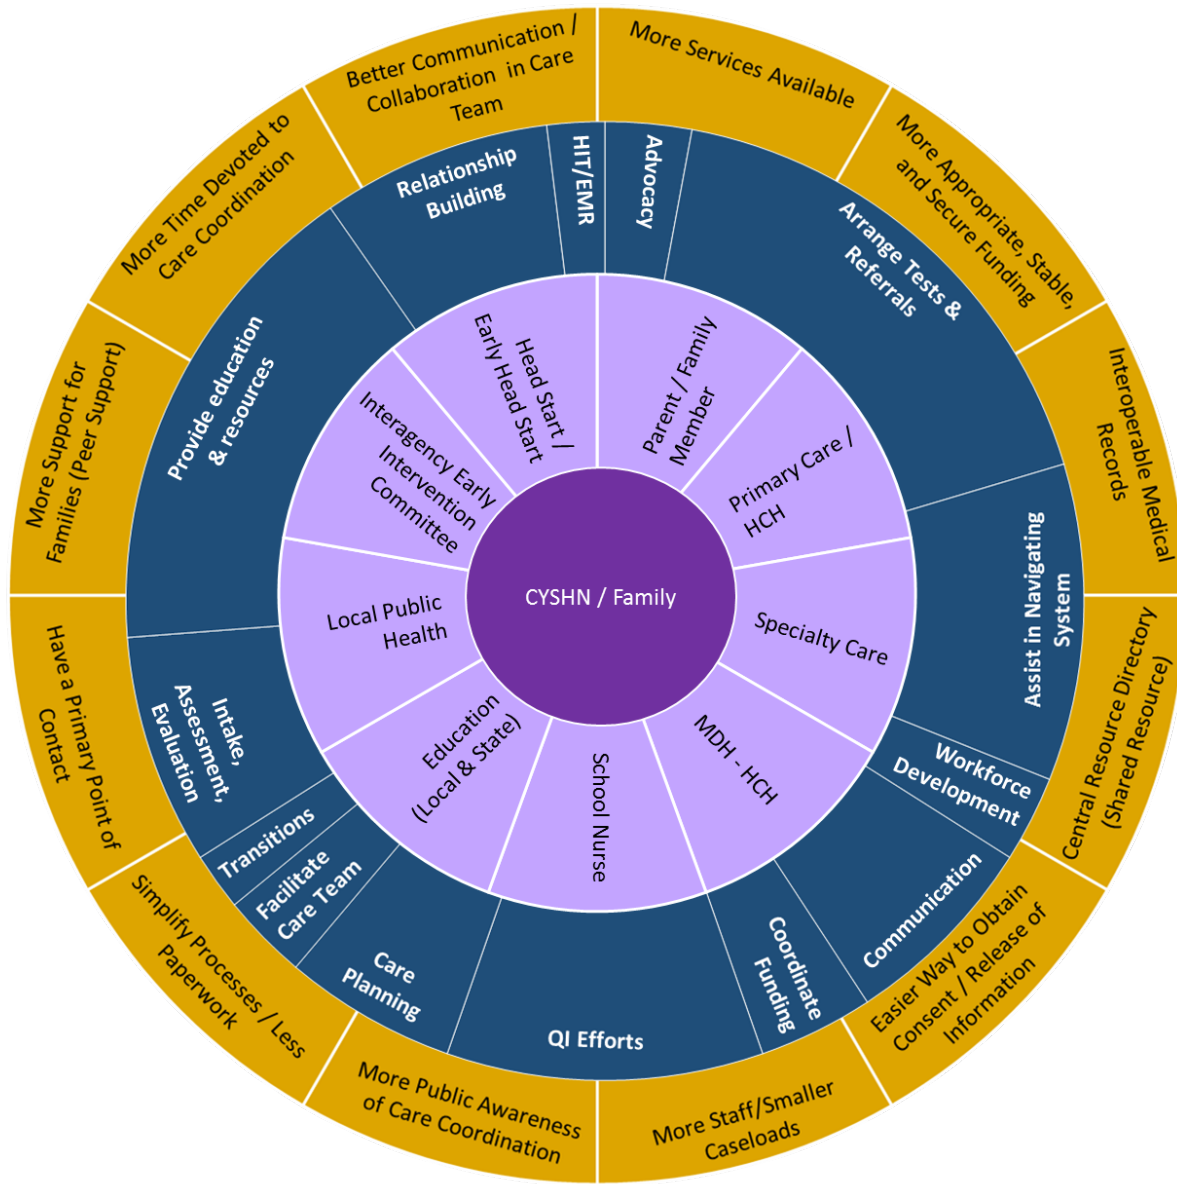 More Services Available
More Appropriate, Stable,
and Secure Funding
Interoperable Medical
Records
Central Resource Directory
(Shared Resource)
Easier Way to Obtain
Consent / Release of
Information
More Staff/Smaller
Caseloads
More Public Awareness
of Care Coordination
Simplify Processes / Less
Paperwork
Have a Primary Point of
Contact
More Support for
Families (Peer Support)
More Time Devoted to
Care Coordination
Better Communication /
Collaboration in Care
Team
Advocacy
Arrange Tests &
Referrals
Assist in Navigating
System
Workforce
Development
Communication
Coordinate
Funding
QI Efforts
Care
Planning
Facilitate
Care Team
Transitions
Intake,
Assessment,
Evaluation
Provide education
& resources
Relationship
Building
HIT/EMR
Parent / Family
Member
Primary Care /
HCH
Specialty Care
MDH - HCH
School Nurse
Education
(Local & State)
Local Public
Health
Interagency Early
Intervention
Committee
Head Start /
Early Head Start
CYSHN / Family